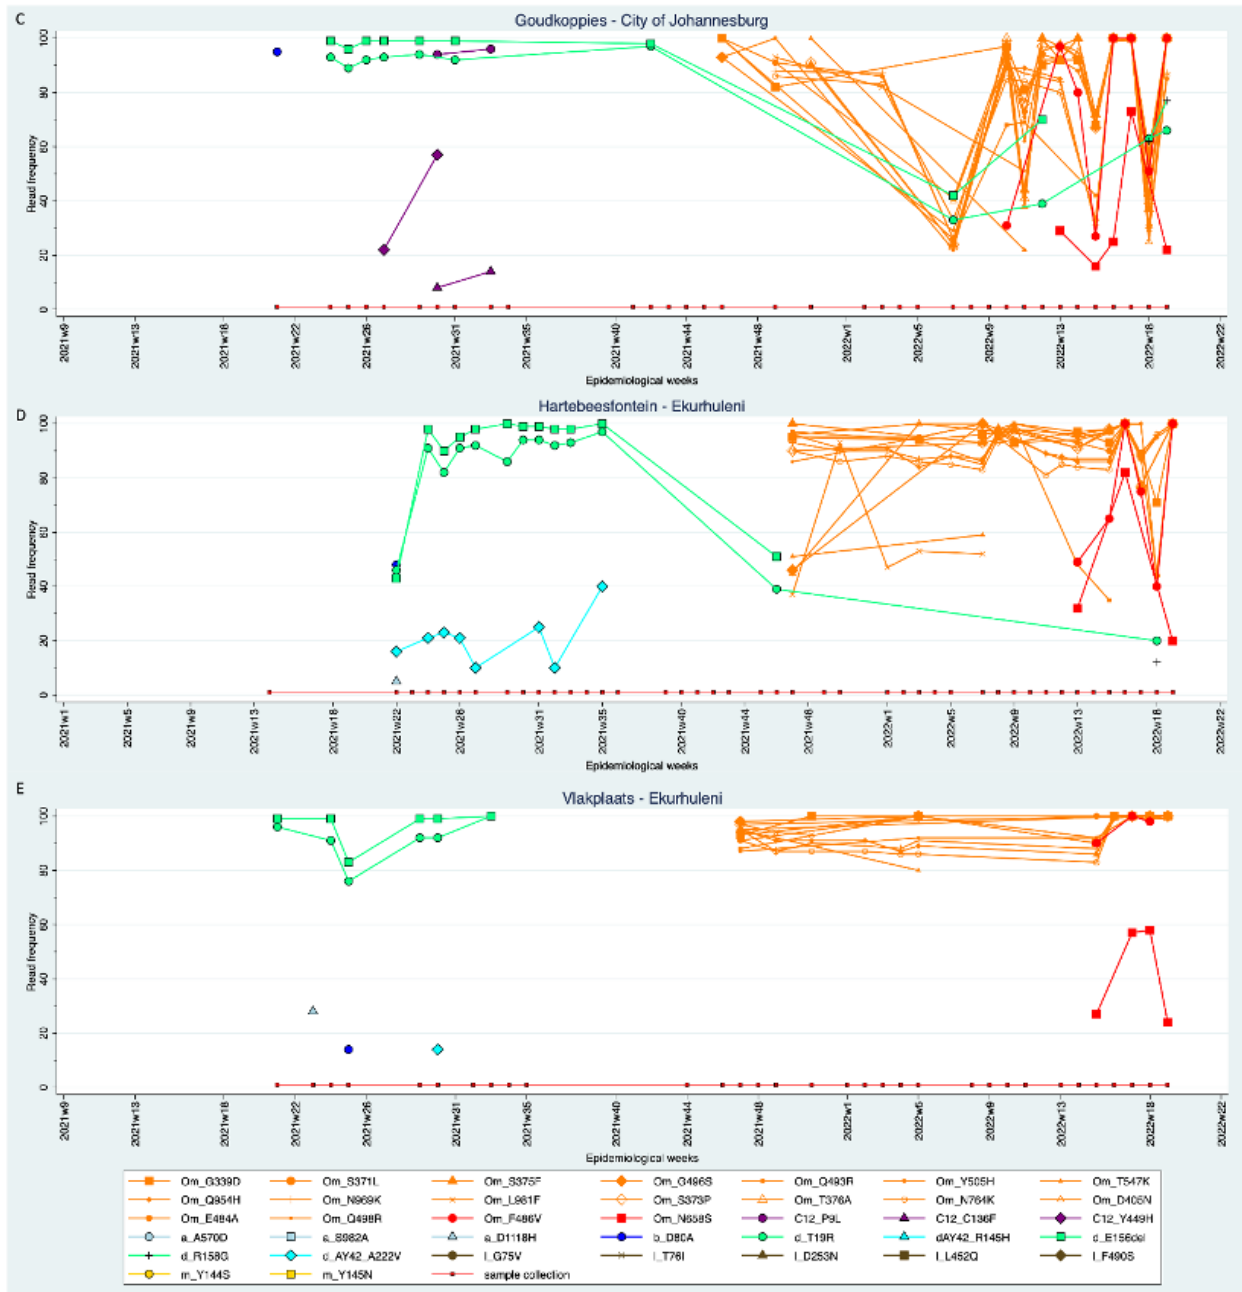 C
Goudkoppies - City of Johannesburg
Read frequency
100
80
60
40
20
0
2021w9 2021w13 2021w18 2021w22 2021w26 2021w31 2021w35 2021w40 2021w44 2021w48 2022w1 2022w5 2022w9 2022w13 2022w18 2022w22
Epidemiological weeks
D
Hartebeesfontein - Ekurhuleni
Read frequency
100
80
60
40
20
0
2021w1 2021w5 2021w9 2021w13 2021w18 2021w22 2021w26 2021w31 2021w35 2021w40 2021w44 2021w48 2022w1 2022w5 2022w9 2022w13 2022w18 2022w22
Epidemiological weeks
E
Vlakplaats - Ekurhuleni
Read frequency
100
80
60
40
20
0
2021w9 2021w13 2021w18 2021w22 2021w26 2021w31 2021w35 2021w40 2021w44 2021w48 2022w1 2022w5 2022w9 2022w13 2022w18 2022w22
Epidemiological weeks
Om_G339D Om_S371L Om_S375F Om_G496S Om_Q493R Om_Y505H Om_T547K
Om_Q954H Om_N969K Om_L981F Om_S373P Om_T376A Om_N764K Om_D405N
Om_E484A Om_Q498R Om_F486V Om_N658S C12_P9L C12_C136F C12_Y449H
a_A570D a_S982A a_D1118H b_D80A d_T19R dAY42_R145H d_E156del
d_R158G d_AY42_A222V l_G75V l_T76I l_D253N l_L452Q l_F490S
m_Y144S m_Y145N sample collection